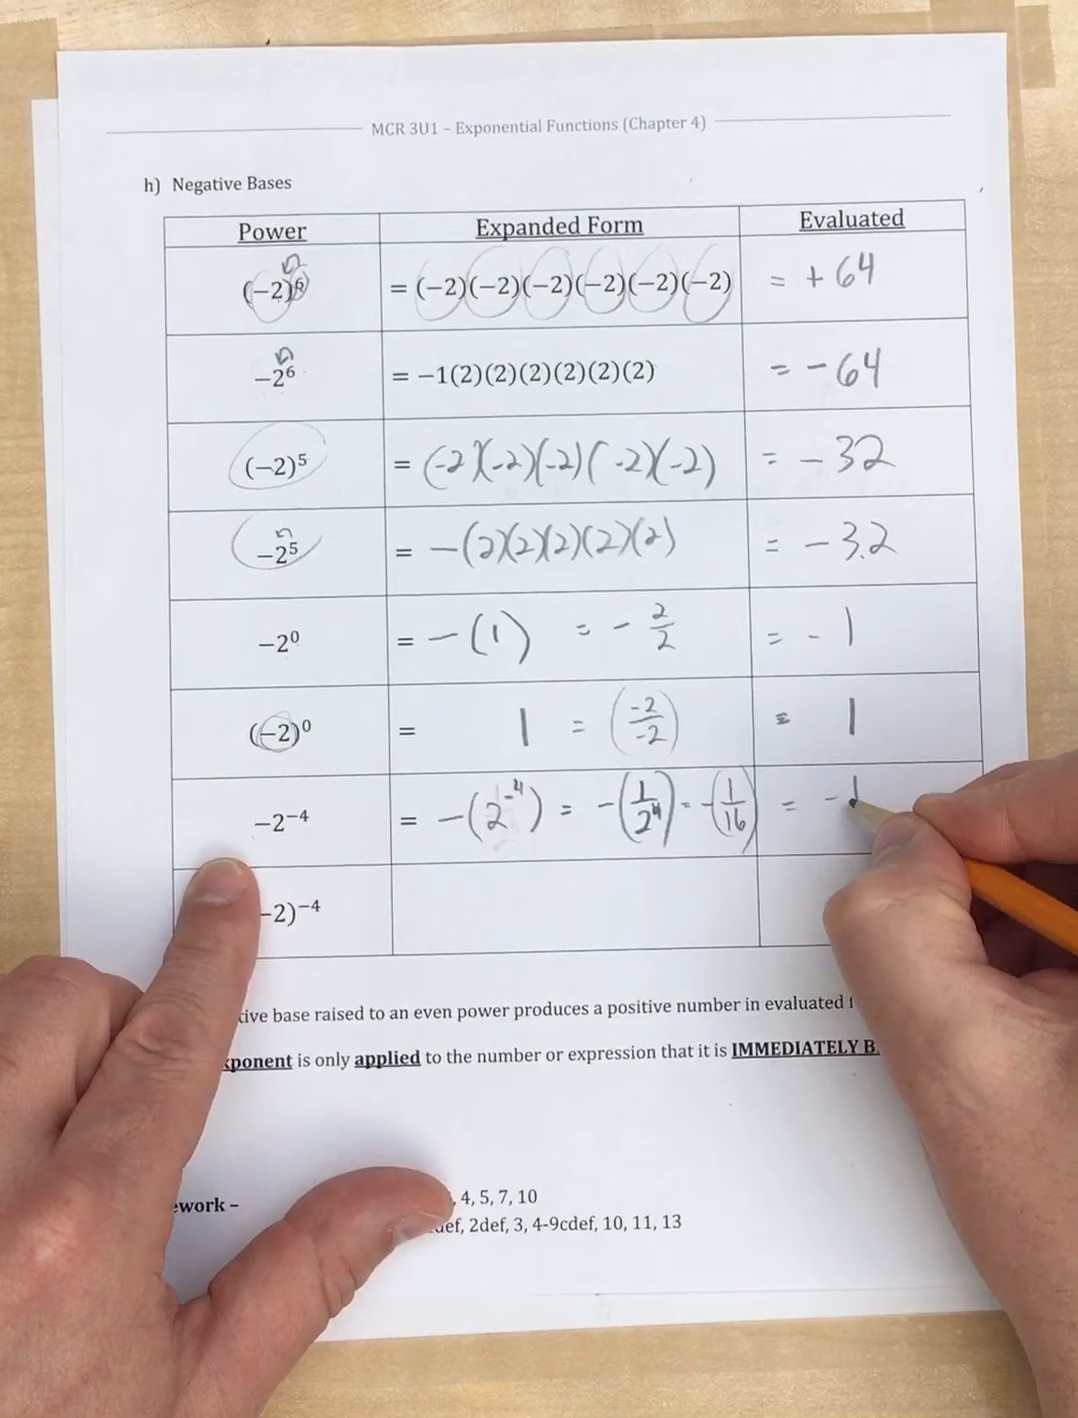 MCR 3U1 – Exponential Functions (Chapter 4)
h) Negative Bases
Power Expanded Form Evaluated
(−2)⁶ = (−2)(−2)(−2)(−2)(−2)(−2) = + 64
−2⁶ = −1(2)(2)(2)(2)(2)(2) = - 64
(−2)⁵ = (-2)(-2)(-2)(-2)(-2) = - 32
−2⁵ = -(2)(2)(2)(2)(2) = - 32
−2⁰ = -(1) = - 2/2 = - 1
(−2)⁰ = 1 = (-2/-2) = 1
−2⁻⁴ = -(2⁻⁴) = -(1/2⁴) = -(1/16) = - 1
−2)⁻⁴
base raised to an even power produces a positive number in evaluated
is only applied to the number or expression that it is IMMEDIATELY
– 
, 4, 5, 7, 10
2def, 3, 4-9cdef, 10, 11, 13